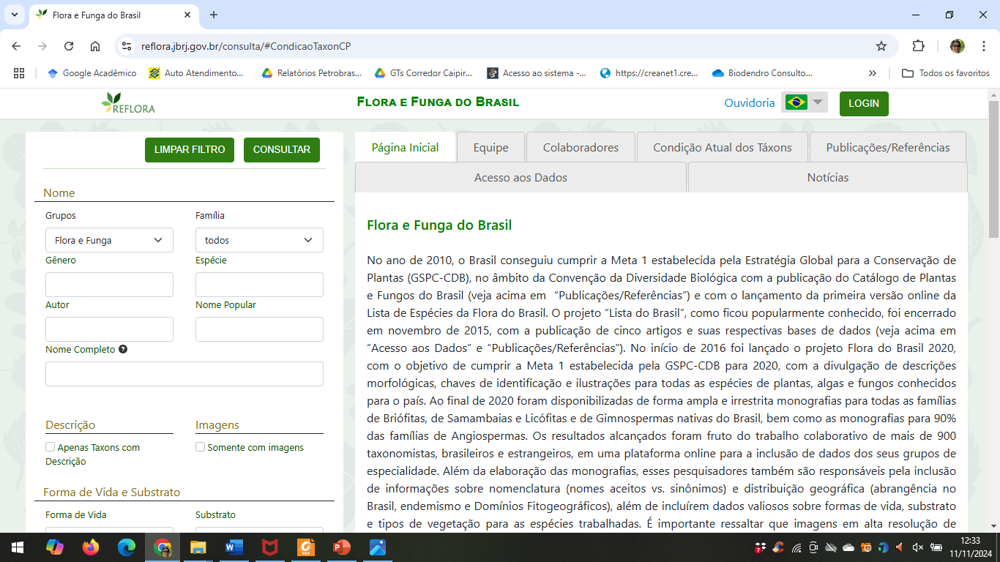 Flora e Funga do Brasil
reflora.jbrj.gov.br/consulta/#CondicaoTaxonCP
Google Acadêmico
Auto Atendimento...
Relatórios Petrobras...
GTs Corredor Caipir...
Acesso ao sistema -...
https://creanet1.cre...
Biodendro Consulto...
Todos os favoritos
REFLORA
FLORA E FUNGA DO BRASIL
Ouvidoria
LOGIN
LIMPAR FILTRO
CONSULTAR
Nome
Grupos
Família
Flora e Funga
todos
Gênero
Espécie
Autor
Nome Popular
Nome Completo
Descrição
Imagens
Apenas Taxons com
Descrição
Somente com imagens
Forma de Vida e Substrato
Forma de Vida
Substrato
Página Inicial
Equipe
Colaboradores
Condição Atual dos Táxons
Publicações/Referências
Acesso aos Dados
Notícias
Flora e Funga do Brasil
No ano de 2010, o Brasil conseguiu cumprir a Meta 1 estabelecida pela Estratégia Global para a Conservação de
Plantas (GSPC-CDB), no âmbito da Convenção da Diversidade Biológica com a publicação do Catálogo de Plantas
e Fungos do Brasil (veja acima em “Publicações/Referências”) e com o lançamento da primeira versão online da
Lista de Espécies da Flora do Brasil. O projeto “Lista do Brasil”, como ficou popularmente conhecido, foi encerrado
em novembro de 2015, com a publicação de cinco artigos e suas respectivas bases de dados (veja acima em
“Acesso aos Dados” e “Publicações/Referências”). No início de 2016 foi lançado o projeto Flora do Brasil 2020,
com o objetivo de cumprir a Meta 1 estabelecida pela GSPC-CDB para 2020, com a divulgação de descrições
morfológicas, chaves de identificação e ilustrações para todas as espécies de plantas, algas e fungos conhecidos
para o país. Ao final de 2020 foram disponibilizadas de forma ampla e irrestrita monografias para todas as famílias
de Briófitas, de Samambaias e Licófitas e de Gimnospermas nativas do Brasil, bem como as monografias para 90%
das famílias de Angiospermas. Os resultados alcançados foram fruto do trabalho colaborativo de mais de 900
taxonomistas, brasileiros e estrangeiros, em uma plataforma online para a inclusão de dados dos seus grupos de
especialidade. Além da elaboração das monografias, esses pesquisadores também são responsáveis pela inclusão
de informações sobre nomenclatura (nomes aceitos vs. sinônimos) e distribuição geográfica (abrangência no
Brasil, endemismo e Domínios Fitogeográficos), além de incluírem dados valiosos sobre formas de vida, substrato
e tipos de vegetação para as espécies trabalhadas. É importante ressaltar que imagens em alta resolução de
12:33
11/11/2024